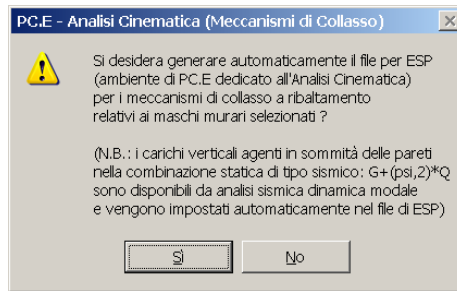 PC.E - Analisi Cinematica (Meccanismi di Collasso)
Si desidera generare automaticamente il file per ESP
(ambiente di PC.E dedicato all'Analisi Cinematica)
per i meccanismi di collasso a ribaltamento
relativi ai maschi murari selezionati ?
(N.B.: i carichi verticali agenti in sommità delle pareti
nella combinazione statica di tipo sismico: G+(psi,2)*Q
sono disponibili da analisi sismica dinamica modale
e vengono impostati automaticamente nel file di ESP)
Sì
No